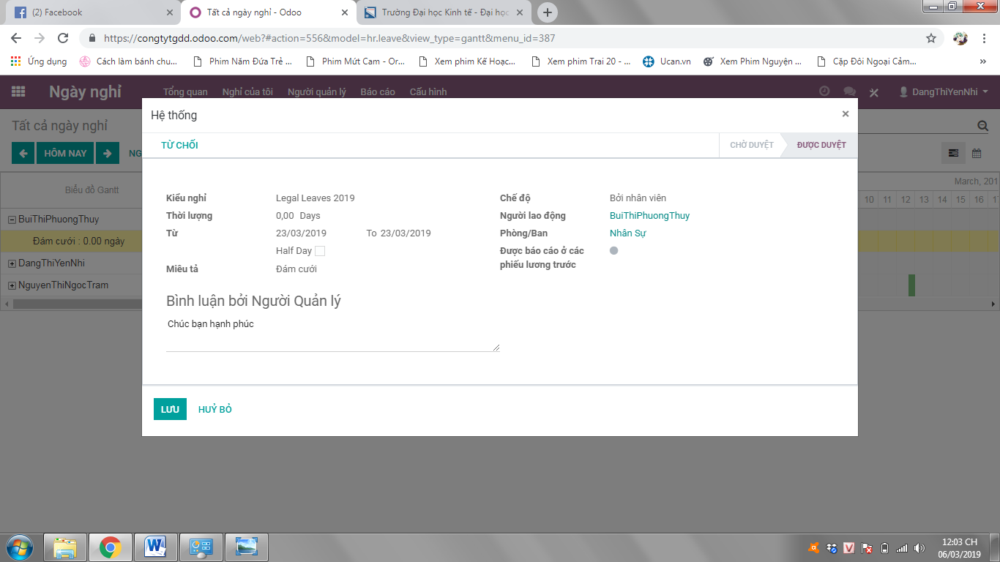 (2) Facebook
Tất cả ngày nghỉ - Odoo
Trường Đại học Kinh tế - Đại học
https://congtytgdd.odoo.com/web?#action=556&model=hr.leave&view_type=gantt&menu_id=387
Ứng dụng
Cách làm bánh chu...
Phim Năm Đứa Trẻ ...
Phim Mứt Cam - Or...
Xem phim Kế Hoạc...
Xem phim Trai 20 - ...
Ucan.vn
Xem Phim Nguyện ...
Cặp Đôi Ngoại Cảm...
»
Ngày nghỉ
Tổng quan
Nghỉ của tôi
Người quản lý
Báo cáo
Cấu hình
DangThiYenNhi
Tất cả ngày nghỉ
HÔM NAY
NG
Biểu đồ Gantt
March, 201
10 11 12 13 14 15 16 1
BuiThiPhuongThuy
Đám cưới : 0.00 ngày
DangThiYenNhi
NguyenThiNgocTram
Hệ thống
×
TỪ CHỐI
CHỜ DUYỆT
ĐƯỢC DUYỆT
Kiểu nghỉ Legal Leaves 2019
Thời lượng 0,00 Days
Từ 23/03/2019 To 23/03/2019
Half Day
Miêu tả Đám cưới
Chế độ Bởi nhân viên
Người lao động BuiThiPhuongThuy
Phòng/Ban Nhân Sự
Được báo cáo ở các
phiếu lương trước
Bình luận bởi Người Quản lý
Chúc bạn hạnh phúc
LƯU
HUỶ BỎ
12:03 CH
06/03/2019